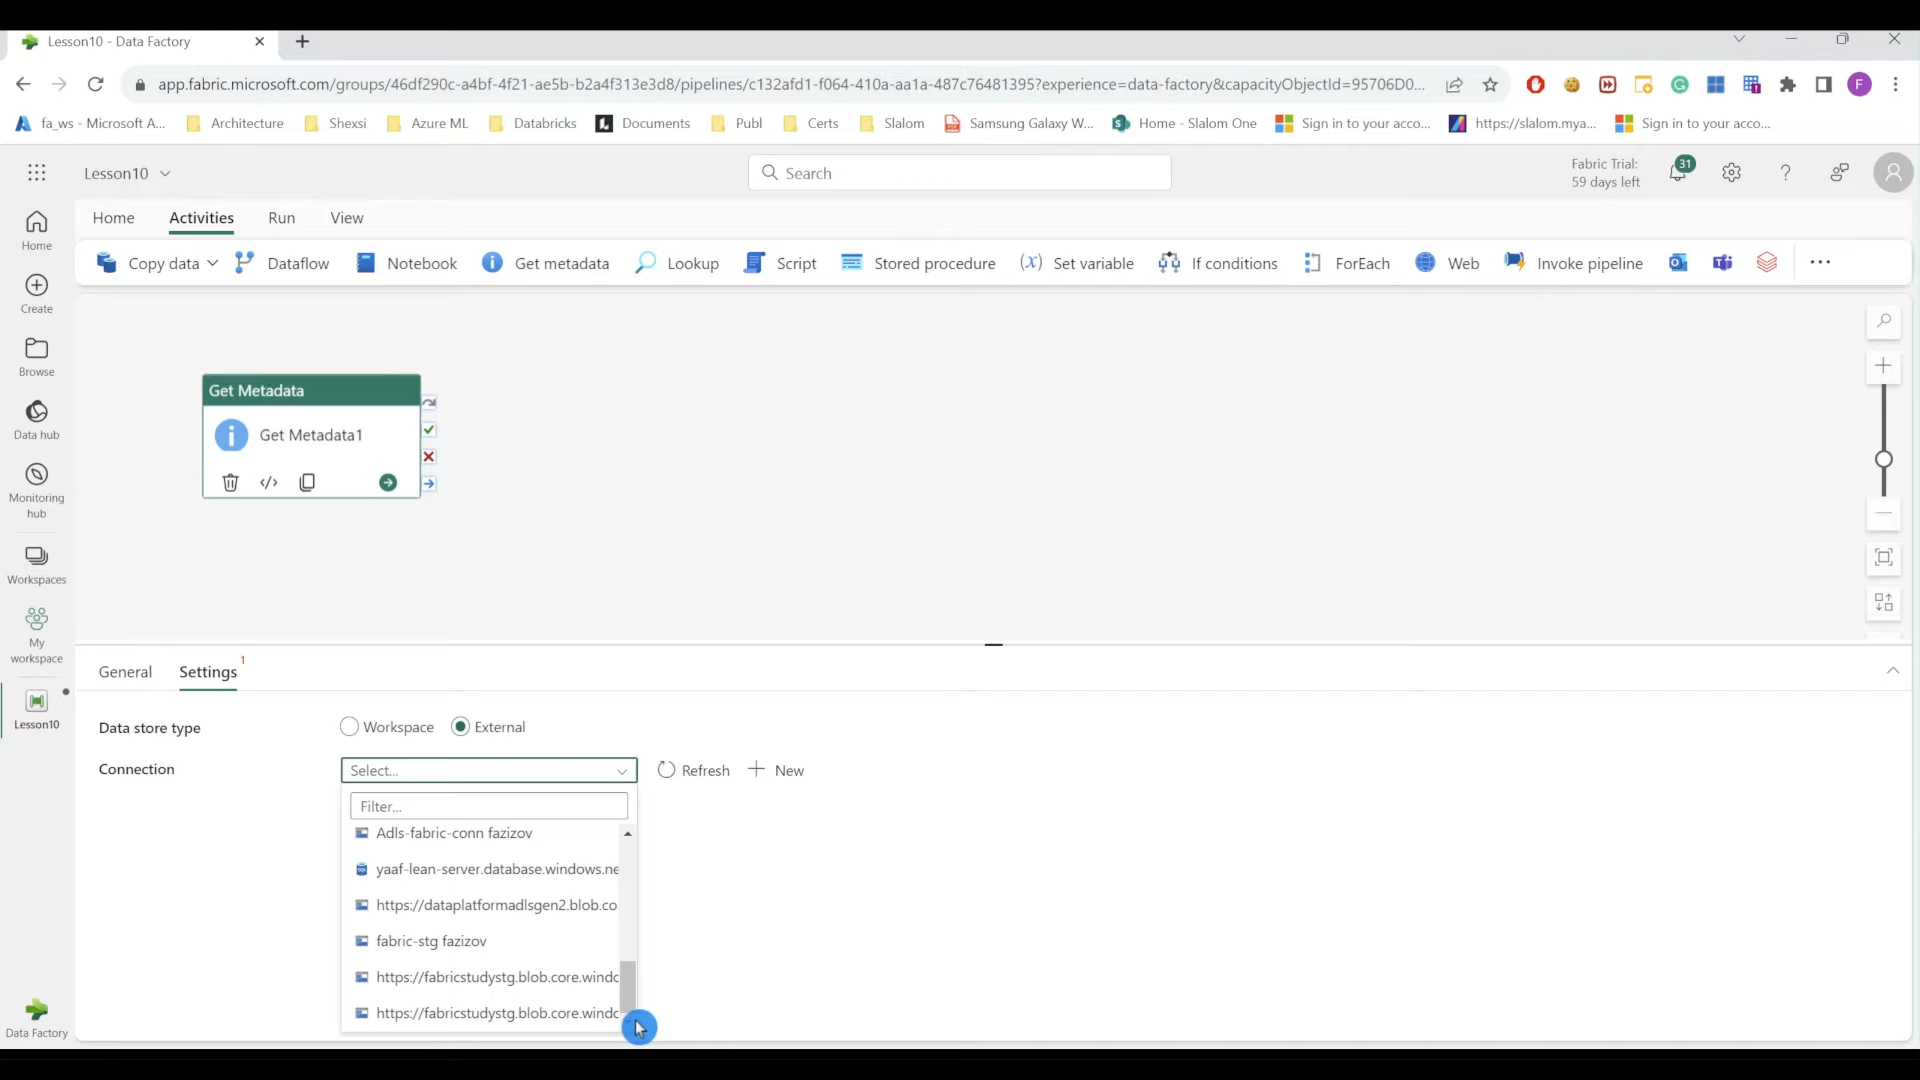 Lesson10 - Data Factory
app.fabric.microsoft.com/groups/46df290c-a4bf-4f21-ae5b-b2a4f313e3d8/pipelines/c132afd1-f064-410a-aa1a-487c76481395?experience=data-factory&capacityObjectId=95706D0...
F
fa_ws - Microsoft A... Architecture Shexsi Azure ML Databricks Documents Publ Certs Slalom Samsung Galaxy W... Home - Slalom One Sign in to your acco... https://slalom.mya... Sign in to your acco...
Lesson10
Search
Fabric Trial:
59 days left
31
Home Activities Run View
Copy data Dataflow Notebook Get metadata Lookup Script Stored procedure (x) Set variable If conditions ForEach Web Invoke pipeline
Home
Create
Browse
Data hub
Monitoring
hub
Workspaces
My
workspace
Lesson10
Data Factory
Get Metadata
Get Metadata1
General Settings 1
Data store type Workspace External
Connection Select... Refresh New
Filter...
Adls-fabric-conn fazizov
yaaf-lean-server.database.windows.ne
https://dataplatformadlsgen2.blob.co
fabric-stg fazizov
https://fabricstudystg.blob.core.windo
https://fabricstudystg.blob.core.windo